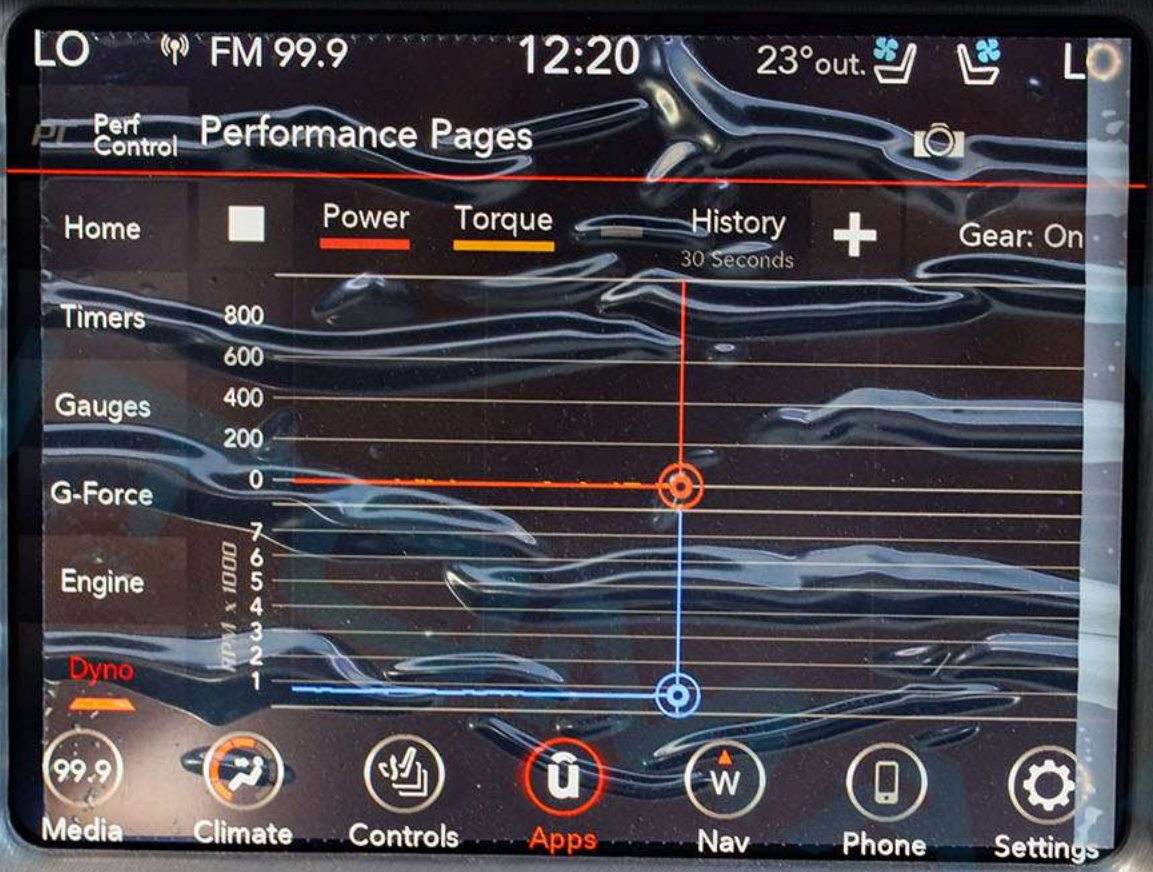 LO FM 99.9 12:20 23°out. LO
Perf
Control
Performance Pages
Home
Power Torque History Gear: On
30 Seconds
Timers
800
600
Gauges
400
200
0
G-Force
7
6
Engine
5
4
3
2
1
RPM x 1000
Dyno
99.9 W
Media Climate Controls Apps Nav Phone Settings